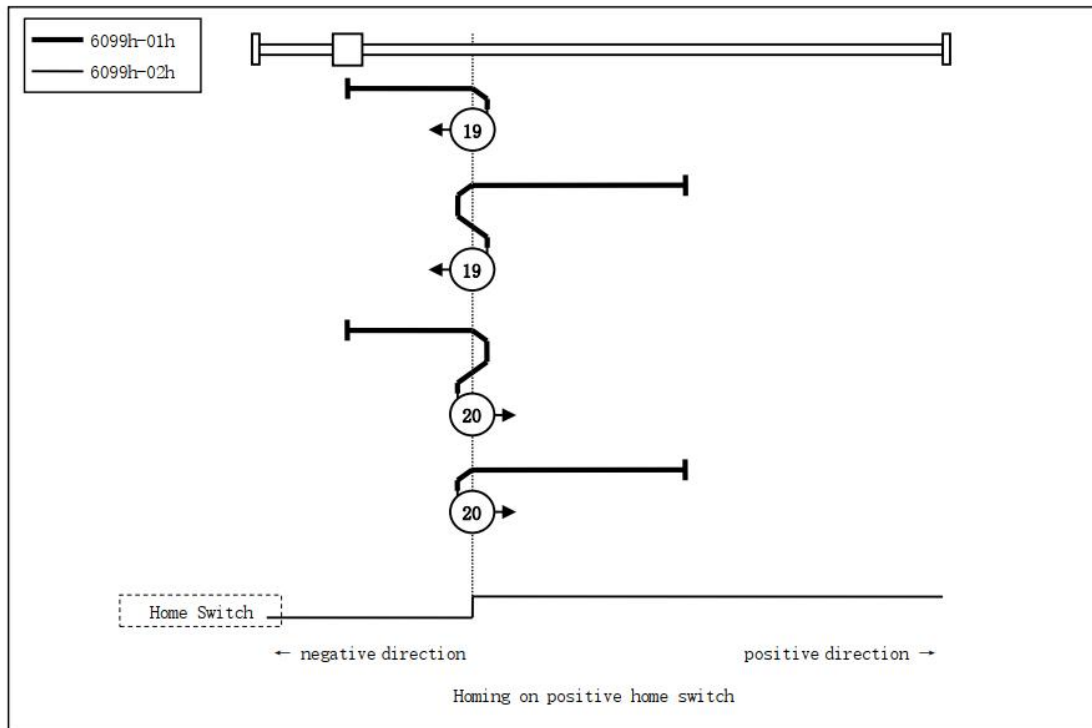 6099h-01h
6099h-02h
19
19
20
20
Home Switch
← negative direction
positive direction →
Homing on positive home switch